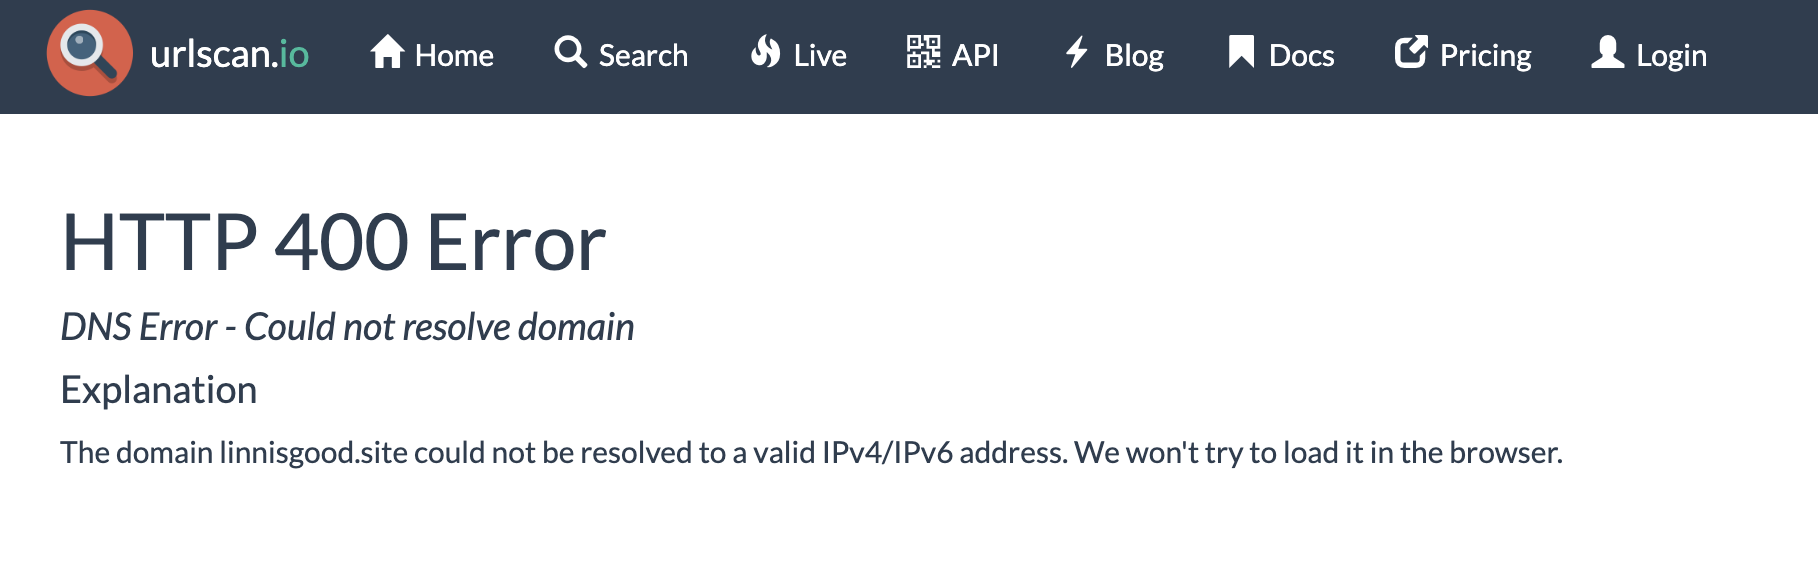 urlscan.io Home Search Live API Blog Docs Pricing Login
HTTP 400 Error
DNS Error - Could not resolve domain
Explanation
The domain linnisgood.site could not be resolved to a valid IPv4/IPv6 address. We won't try to load it in the browser.